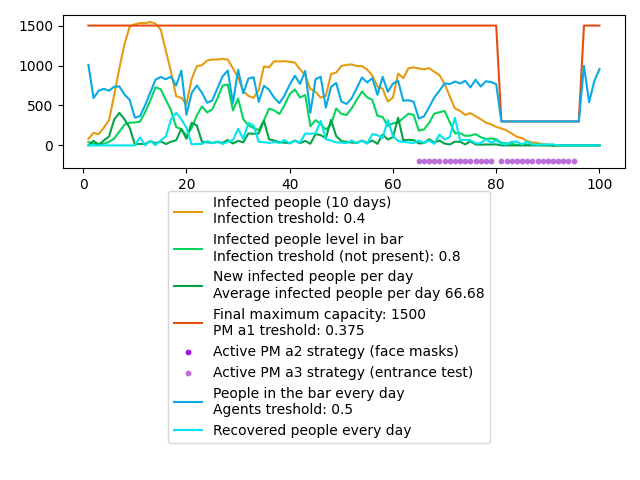 1500
1000
500
0
0
20
40
60
80
100
Infected people (10 days)
Infection treshold: 0.4
Infected people level in bar
Infection treshold (not present): 0.8
New infected people per day
Average infected people per day 66.68
Final maximum capacity: 1500
PM a1 treshold: 0.375
Active PM a2 strategy (face masks)
Active PM a3 strategy (entrance test)
People in the bar every day
Agents treshold: 0.5
Recovered people every day